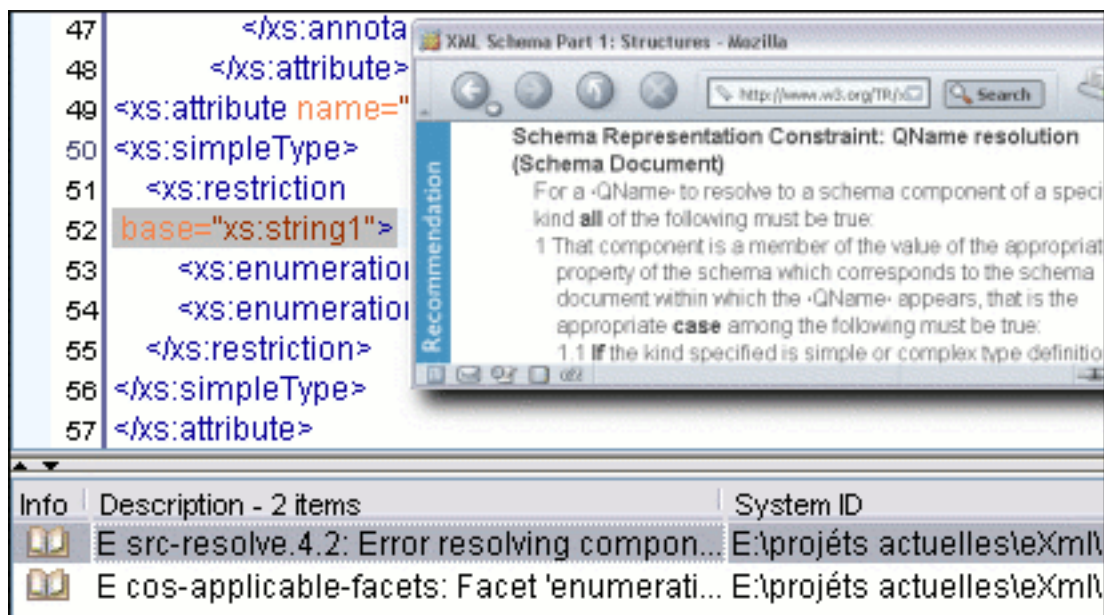 47 </xs:annota
48 </xs:attribute>
49 <xs:attribute name="
50 <xs:simpleType>
51 <xs:restriction
52 base="xs:string1">
53 <xs:enumeration
54 <xs:enumeration
55 </xs:restriction>
56 </xs:simpleType>
57 </xs:attribute>
XML Schema Part 1: Structures - Mozilla
http://www.w3.org/TR/x Search
Recommendation
Schema Representation Constraint: QName resolution
(Schema Document)
For a ·QName· to resolve to a schema component of a speci
kind all of the following must be true:
1 That component is a member of the value of the appropriat
property of the schema which corresponds to the schema
document within which the ·QName· appears, that is the
appropriate case among the following must be true:
1.1 If the kind specified is simple or complex type definitio
Info Description - 2 items System ID
E src-resolve.4.2: Error resolving compon... E:\projéts actuelles\eXml\
E cos-applicable-facets: Facet 'enumerati... E:\projéts actuelles\eXml\